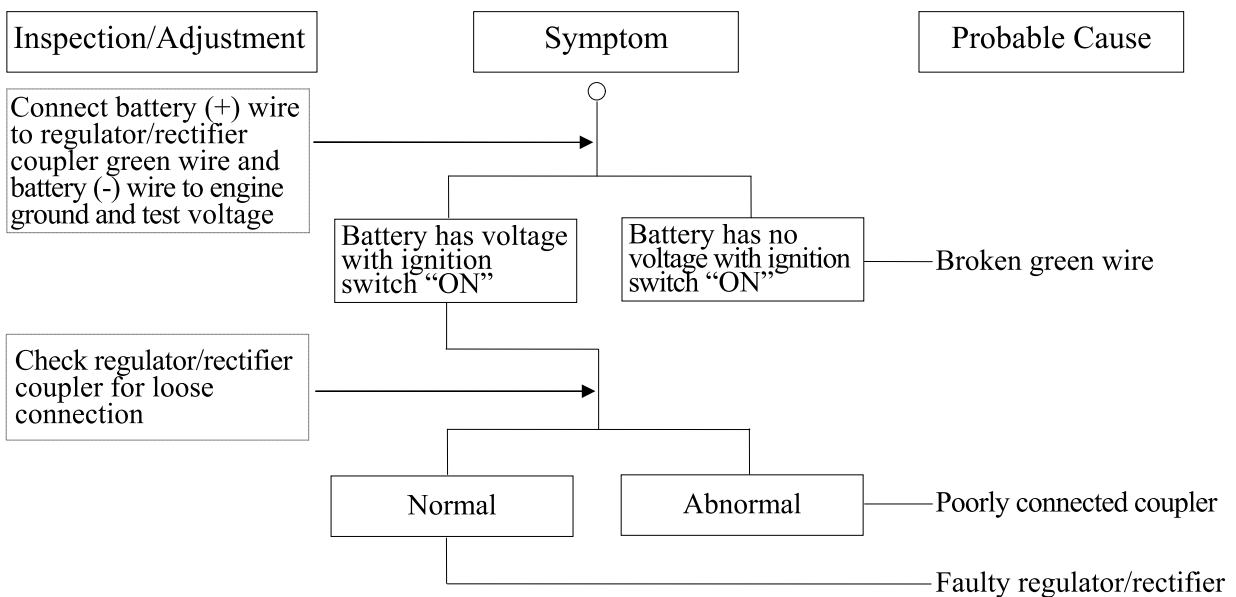 Inspection/Adjustment
Symptom
Probable Cause
Connect battery (+) wire
to regulator/rectifier
coupler green wire and
battery (-) wire to engine
ground and test voltage
Battery has voltage
with ignition
switch “ON”
Battery has no
voltage with ignition
switch “ON”
Broken green wire
Check regulator/rectifier
coupler for loose
connection
Normal
Abnormal
Poorly connected coupler
Faulty regulator/rectifier